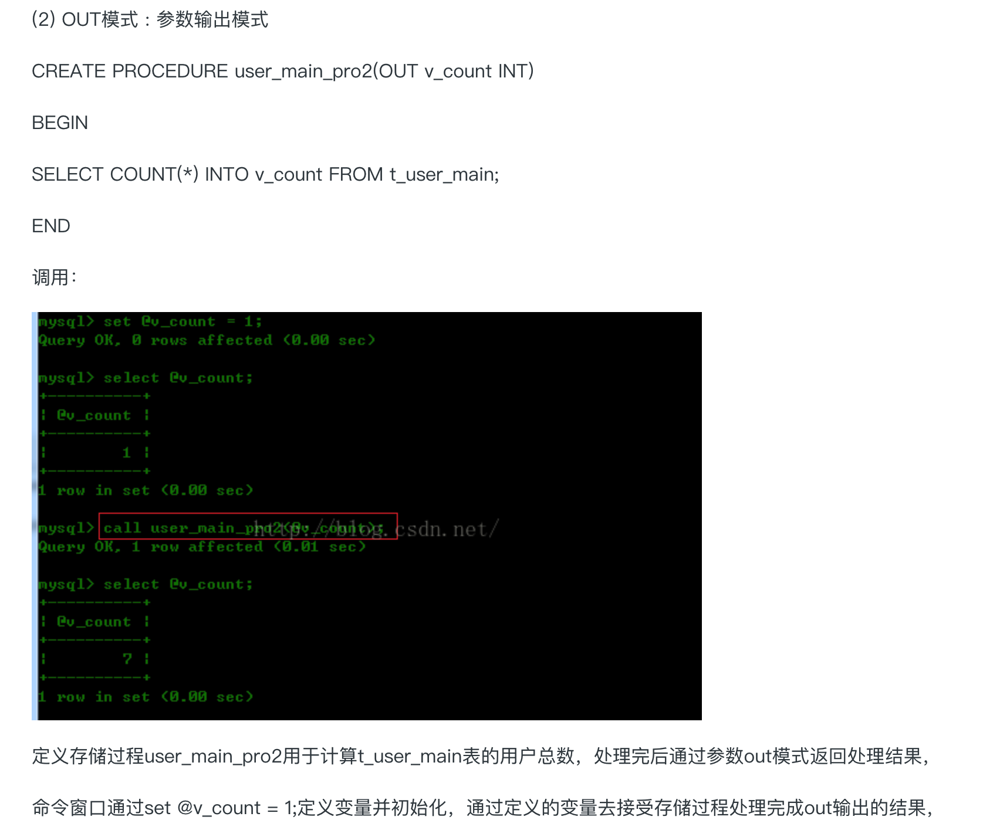 (2) OUT模式：参数输出模式
CREATE PROCEDURE user_main_pro2(OUT v_count INT)
BEGIN
SELECT COUNT(*) INTO v_count FROM t_user_main;
END
调用：
mysql> set @v_count = 1;
Query OK, 0 rows affected (0.00 sec)
mysql> select @v_count;
+----------+
| @v_count |
+----------+
|        1 |
+----------+
1 row in set (0.00 sec)
mysql> call user_main_pro2(@v_count);
http://blog.csdn.net/
Query OK, 1 row affected (0.01 sec)
mysql> select @v_count;
+----------+
| @v_count |
+----------+
|        7 |
+----------+
1 row in set (0.00 sec)
定义存储过程user_main_pro2用于计算t_user_main表的用户总数，处理完后通过参数out模式返回处理结果，
命令窗口通过set @v_count = 1;定义变量并初始化，通过定义的变量去接受存储过程处理完成out输出的结果，